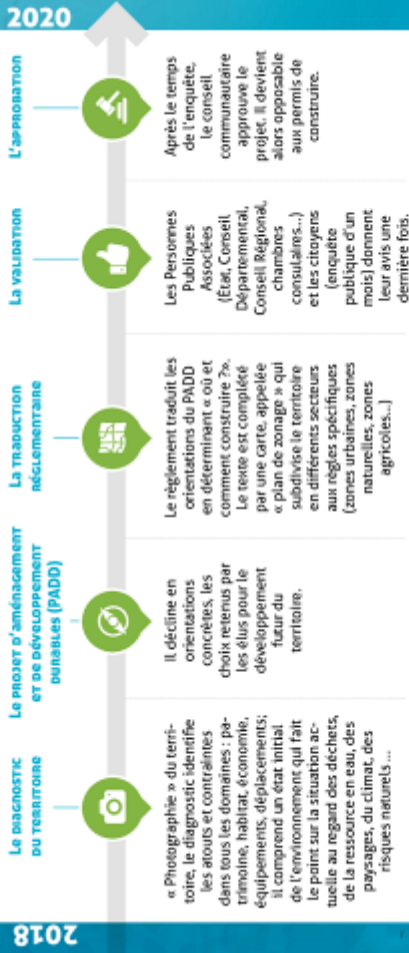 2018
Le diagnostic
du territoire
« Photographie » du terri-
toire, le diagnostic identifie
les atouts et contraintes
dans tous les domaines : pa-
trimoine, habitat, économie,
équipements, déplacements;
il comprend un état initial
de l'environnement qui fait
le point sur la situation ac-
tuelle au regard des déchets,
de la ressource en eau, des
paysages, du climat, des
risques naturels ...
Le projet d'aménagement
et de développement
durables (PADD)
Il décline en
orientations
concrètes, les
choix retenus par
les élus pour le
développement
futur du
territoire.
La traduction
réglementaire
Le règlement traduit les
orientations du PADD
en déterminant « où et
comment construire ?».
Le texte est complété
par une carte, appelée
« plan de zonage » qui
subdivise le territoire
en différents secteurs
aux règles spécifiques
(zones urbaines, zones
naturelles, zones
agricoles...)
La validation
Les Personnes
Publiques
Associées
(État, Conseil
Départemental,
Conseil Régional,
chambres
consulaires...)
et les citoyens
(enquête
publique d'un
mois) donnent
leur avis une
dernière fois.
L'approbation
Après le temps
de l'enquête,
le conseil
communautaire
approuve le
projet. Il devient
alors opposable
aux permis de
construire.
2020